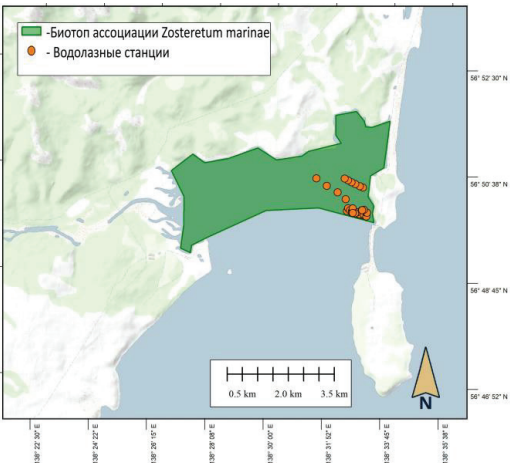 -Биотоп ассоциации Zosteretum marinae
- Водолазные станции
56° 52' 30" N
56° 50' 38" N
56° 48' 45" N
56° 46' 52" N
0.5 km 2.0 km 3.5 km
N
138° 22' 30" E
138° 24' 22" E
138° 26' 15" E
138° 28' 08" E
138° 30' 00" E
138° 31' 52" E
138° 33' 45" E
138° 35' 38" E